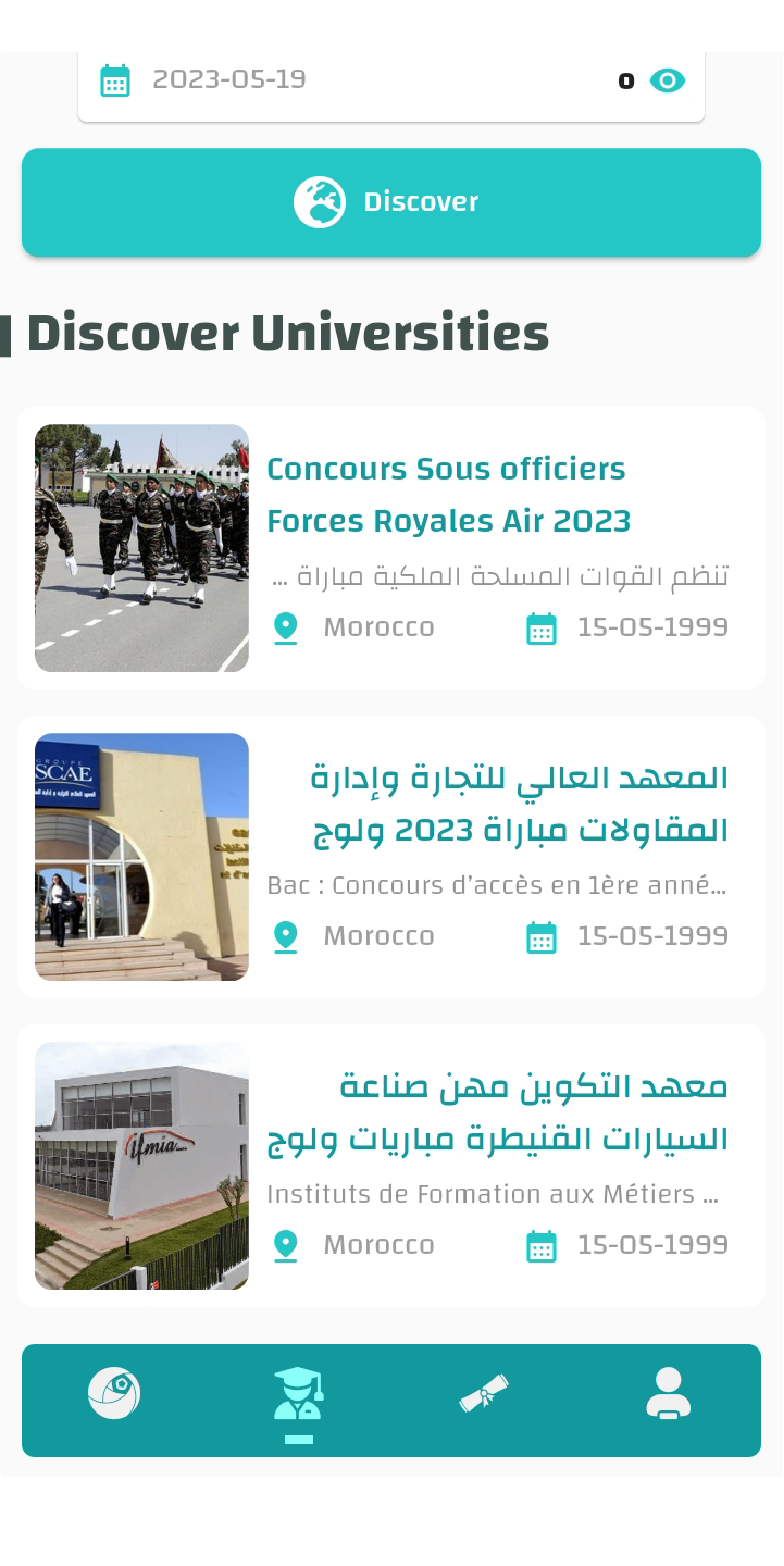 2023-05-19
0
Discover
Discover Universities
Concours Sous officiers
Forces Royales Air 2023
تنظم القوات المسلحة الملكية مباراة ...
Morocco
15-05-1999
GROUPE
SCAE
المعهد العالي للتجارة وإدارة
المقاولات مباراة 2023 ولوج
Bac : Concours d'accès en 1ère anné...
Morocco
15-05-1999
ifmia
معهد التكوين مهن صناعة
السيارات القنيطرة مباريات ولوج
Instituts de Formation aux Métiers ...
Morocco
15-05-1999